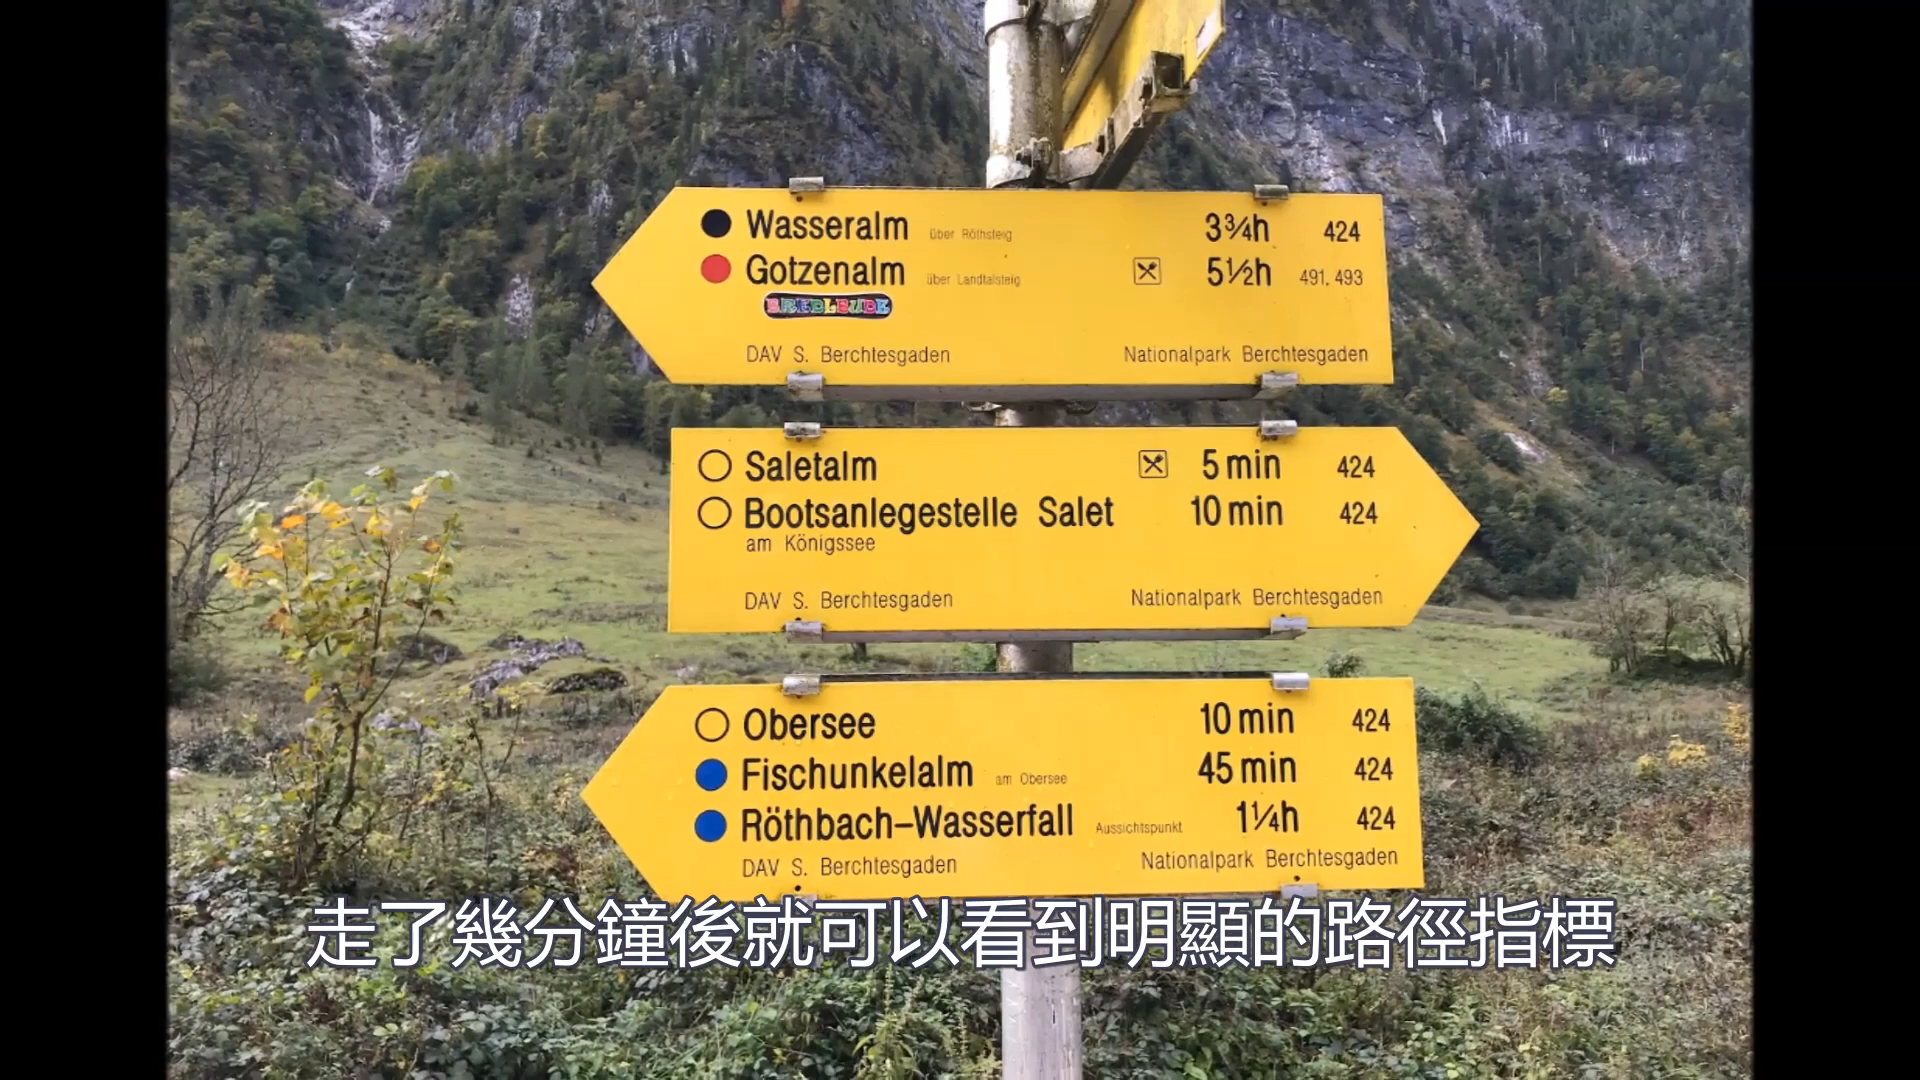 Wasseralm über Röthsteig 3¾h 424
Gotzenalm über Landtalsteig 5½h 491, 493
BREDLBUDE
DAV S. Berchtesgaden Nationalpark Berchtesgaden
Saletalm 5 min 424
Bootsanlegestelle Salet 10 min 424
am Königssee
DAV S. Berchtesgaden Nationalpark Berchtesgaden
Obersee 10 min 424
Fischunkelalm am Obersee 45 min 424
Röthbach-Wasserfall Aussichtspunkt 1¼h 424
DAV S. Berchtesgaden Nationalpark Berchtesgaden
走了幾分鐘後就可以看到明顯的路徑指標